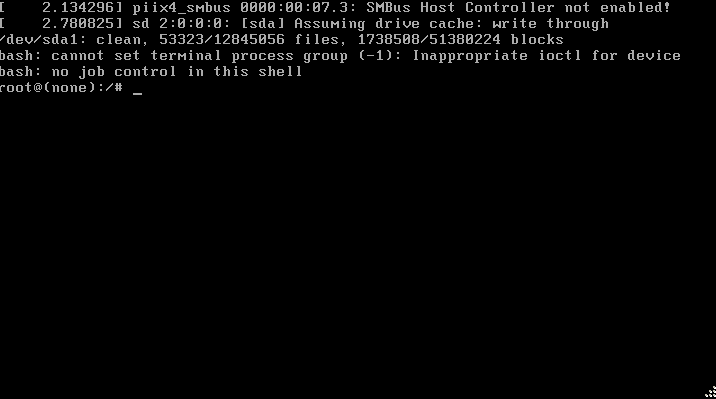 [    2.134296] piix4_smbus 0000:00:07.3: SMBus Host Controller not enabled!
[    2.780825] sd 2:0:0:0: [sda] Assuming drive cache: write through
/dev/sda1: clean, 53323/12845056 files, 1738508/51380224 blocks
bash: cannot set terminal process group (-1): Inappropriate ioctl for device
bash: no job control in this shell
root@(none):/# _